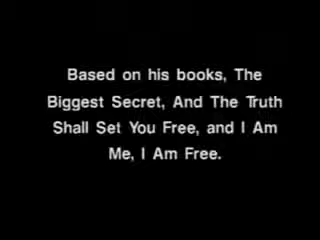 Based on his books, The
Biggest Secret, And The Truth
Shall Set You Free, and I Am
Me, I Am Free.